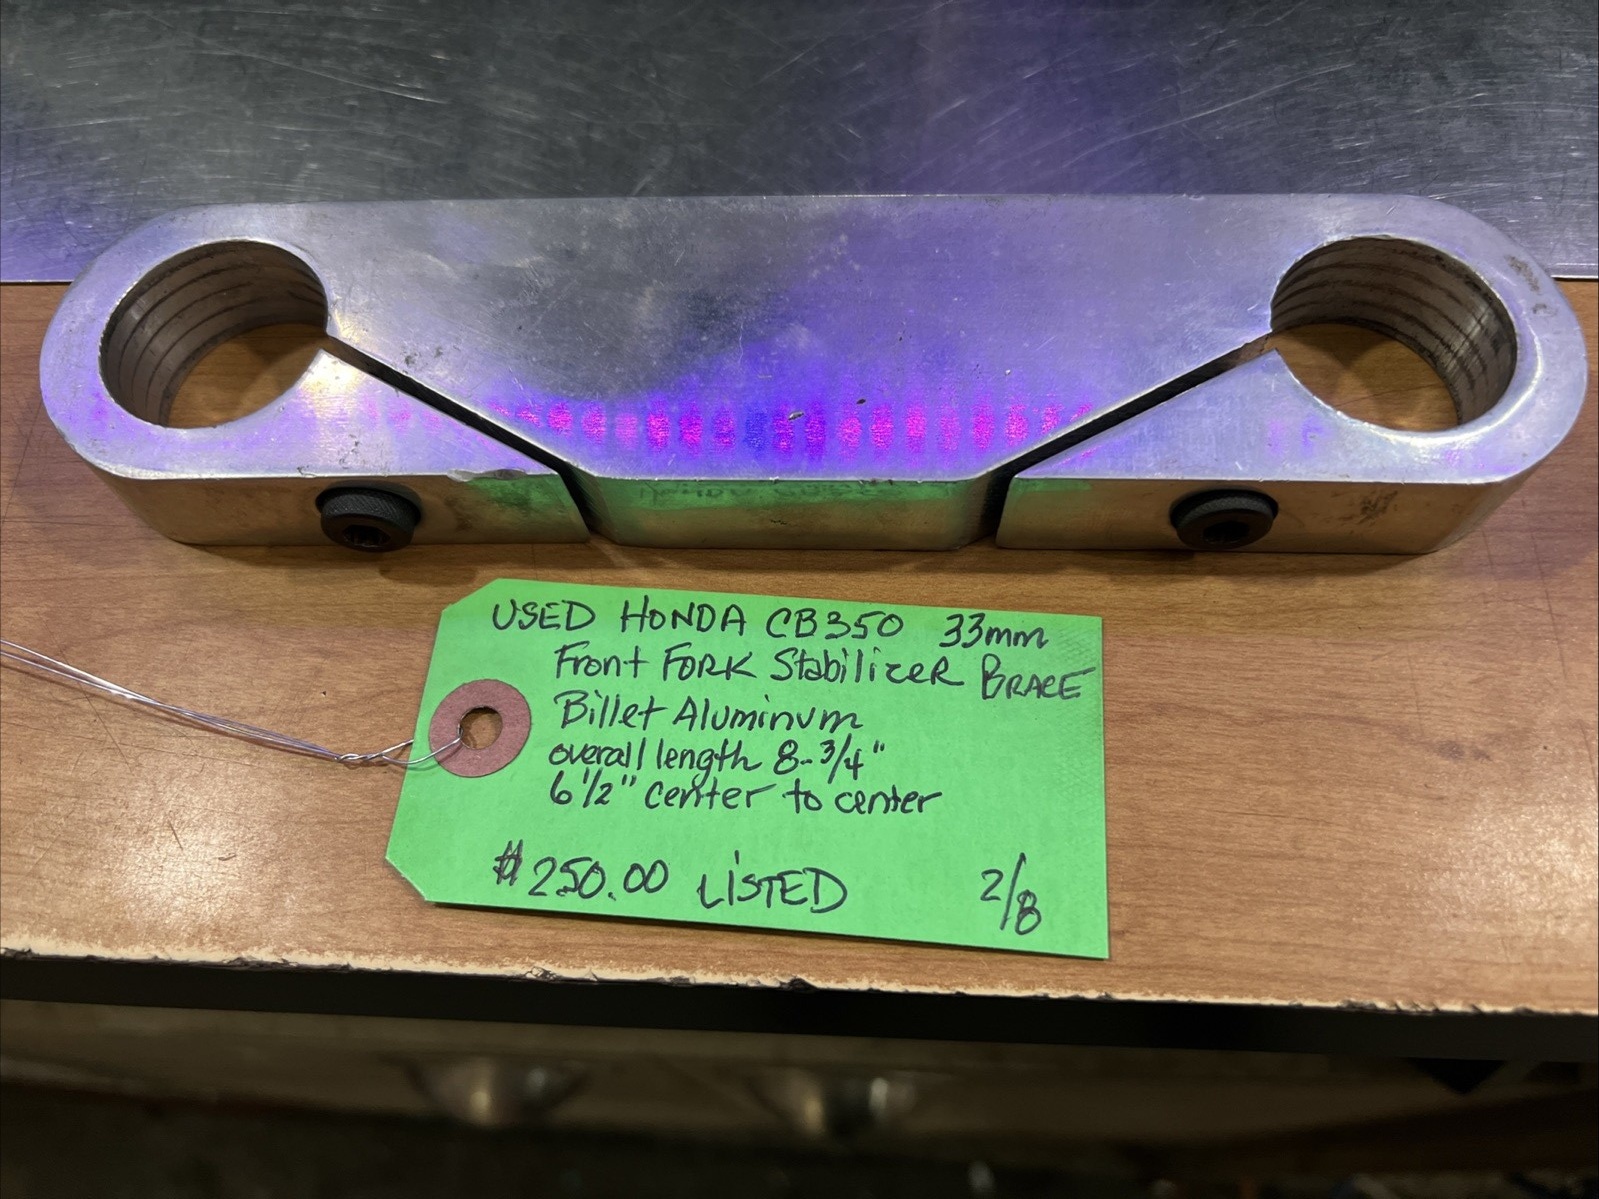 USED HONDA CB350 33mm
Front FORK StabilizeR BRACE
Billet Aluminum
overall length 8-3/4"
6 1/2" center to center
$250.00 LiSTED 2/8